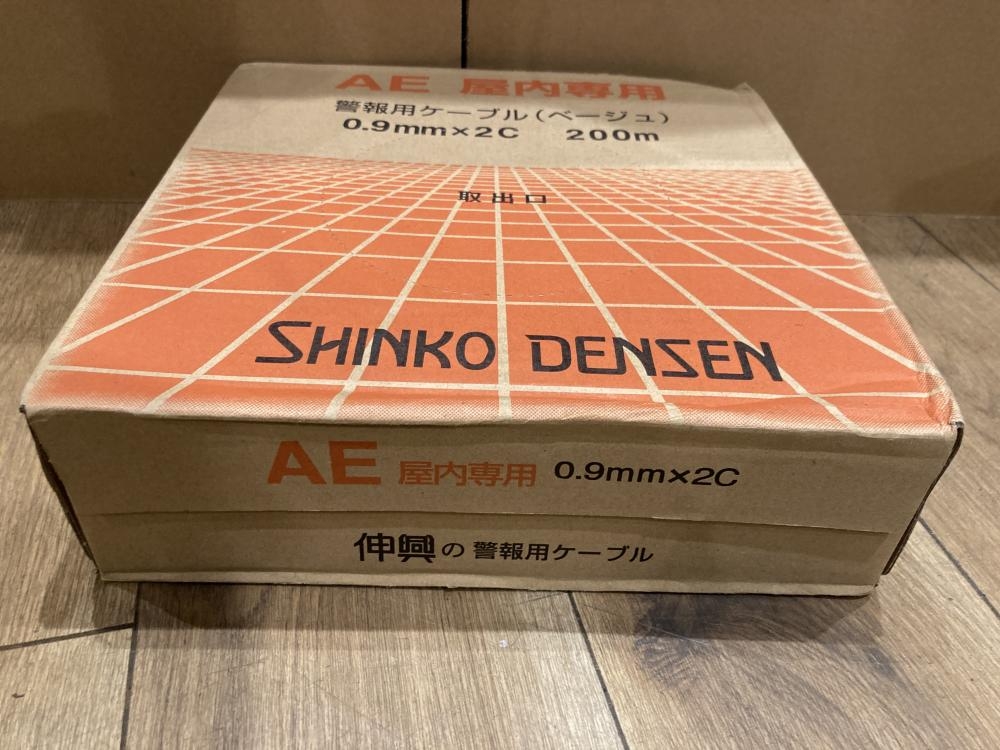 AE 屋内専用
警報用ケーブル(ベージュ)
0.9mm×2C 200m
取出口
SHINKO DENSEN
AE 屋内専用 0.9mm×2C
伸興の警報用ケーブル